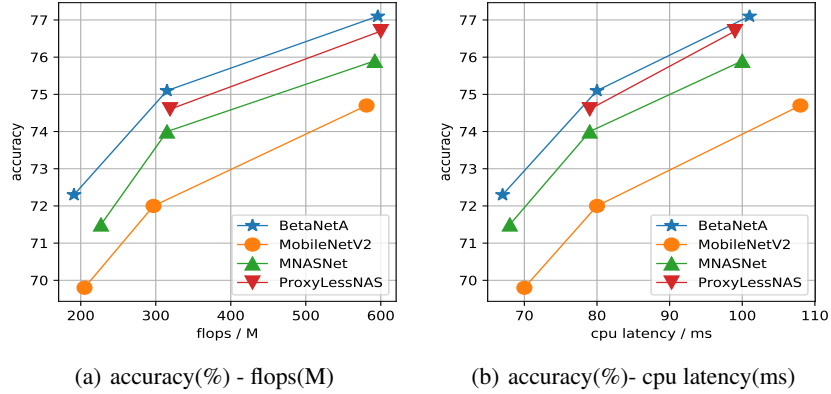 77
76
75
74
73
72
71
70
accuracy
200
300
400
500
600
flops / M
BetaNetA
MobileNetV2
MNASNet
ProxyLessNAS
(a) accuracy(%) - flops(M)
77
76
75
74
73
72
71
70
accuracy
70
80
90
100
110
cpu latency / ms
BetaNetA
MobileNetV2
MNASNet
ProxyLessNAS
(b) accuracy(%)- cpu latency(ms)